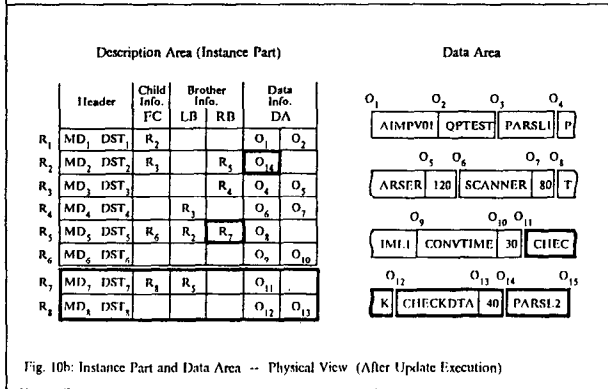 Description Area (Instance Part)
Data Area
Header Child Info. FC Brother Info. LB RB Data Info. DA
R1 MD1 DST1 R2 O1 O2
R2 MD2 DST2 R3 R5 O14
R3 MD3 DST3 R4 O4 O5
R4 MD4 DST4 R3 O6 O7
R5 MD5 DST5 R6 R2 R7 O8
R6 MD6 DST6 O9 O10
R7 MD7 DST7 R8 R5 O11
R8 MD8 DST8 O12 O13
O1 O2 O3 O4
AIMPV01 QPTEST PARSL1 P
O5 O6 O7 O8
ARSER 120 SCANNER 80 T
O9 O10 O11
IML1 CONVTIME 30 CHEC
O12 O13 O14 O15
K CHECKDTA 40 PARSL2
Fig. 10b: Instance Part and Data Area -- Physical View (After Update Execution)